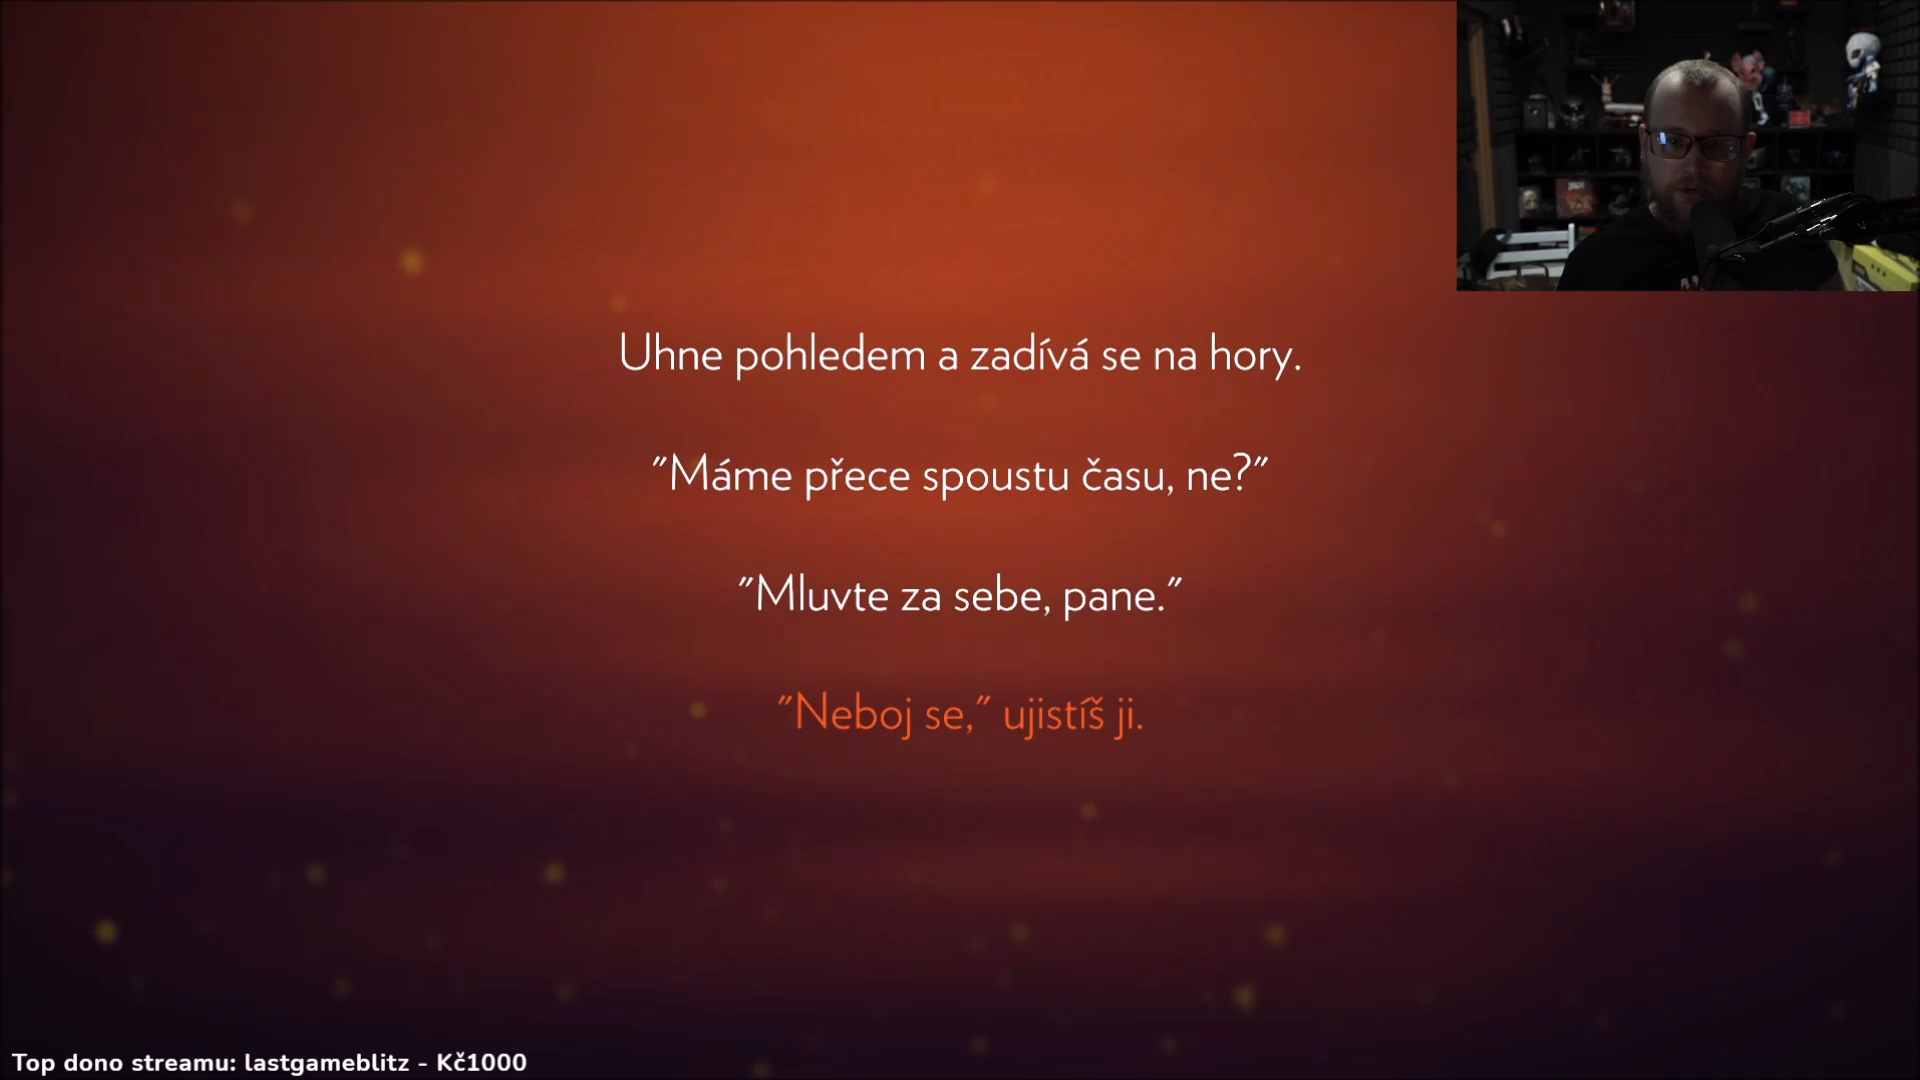 Uhne pohledem a zadívá se na hory.
"Máme přece spoustu času, ne?"
"Mluvte za sebe, pane."
"Neboj se," ujistíš ji.
Top dono streamu: lastgameblitz - Kč1000